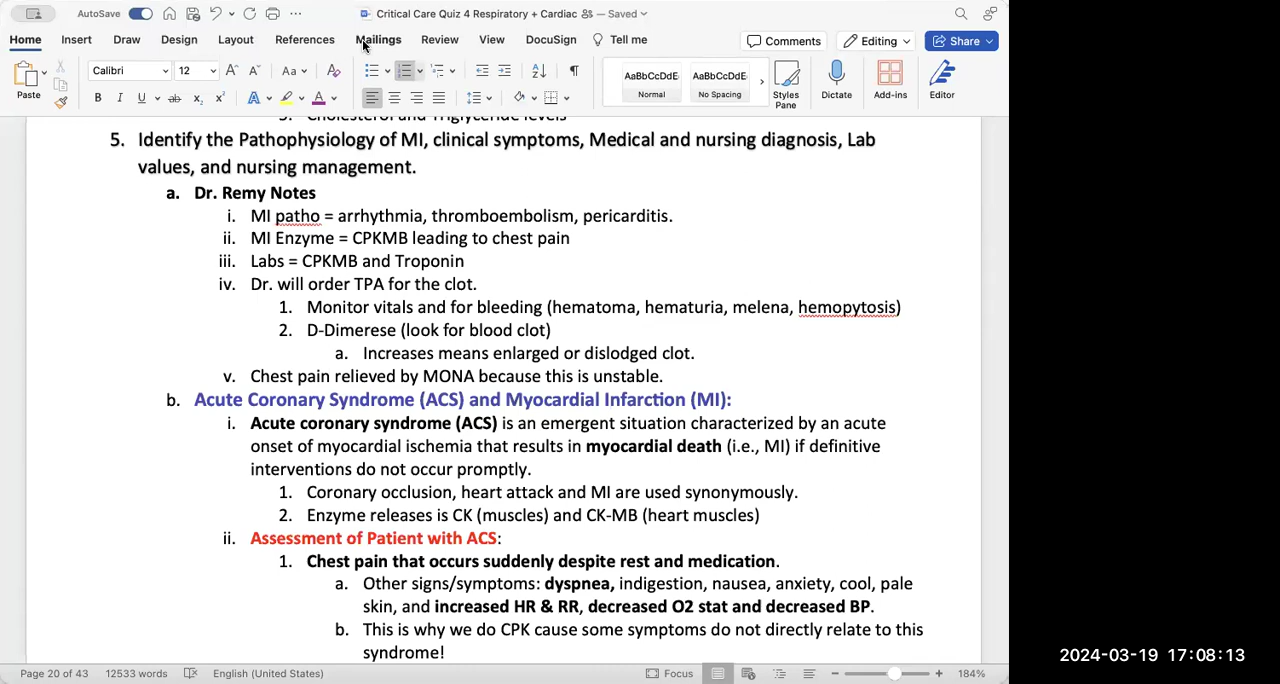 AutoSave
Critical Care Quiz 4 Respiratory + Cardiac — Saved
Home Insert Draw Design Layout References Mailings Review View DocuSign Tell me
Comments Editing Share
Paste
Calibri 12
Aa
B I U ab x₂ x²
AaBbCcDdE AaBbCcDdE
Normal No Spacing
Styles Pane
Dictate Add-ins Editor
3. Cholesterol and Triglyceride levels
5. Identify the Pathophysiology of MI, clinical symptoms, Medical and nursing diagnosis, Lab
values, and nursing management.
a. Dr. Remy Notes
i. MI patho = arrhythmia, thromboembolism, pericarditis.
ii. MI Enzyme = CPKMB leading to chest pain
iii. Labs = CPKMB and Troponin
iv. Dr. will order TPA for the clot.
1. Monitor vitals and for bleeding (hematoma, hematuria, melena, hemopytosis)
2. D-Dimerese (look for blood clot)
a. Increases means enlarged or dislodged clot.
v. Chest pain relieved by MONA because this is unstable.
b. Acute Coronary Syndrome (ACS) and Myocardial Infarction (MI):
i. Acute coronary syndrome (ACS) is an emergent situation characterized by an acute
onset of myocardial ischemia that results in myocardial death (i.e., MI) if definitive
interventions do not occur promptly.
1. Coronary occlusion, heart attack and MI are used synonymously.
2. Enzyme releases is CK (muscles) and CK-MB (heart muscles)
ii. Assessment of Patient with ACS:
1. Chest pain that occurs suddenly despite rest and medication.
a. Other signs/symptoms: dyspnea, indigestion, nausea, anxiety, cool, pale
skin, and increased HR & RR, decreased O2 stat and decreased BP.
b. This is why we do CPK cause some symptoms do not directly relate to this
syndrome!
Page 20 of 43 12533 words English (United States) Focus 184%
2024-03-19 17:08:13